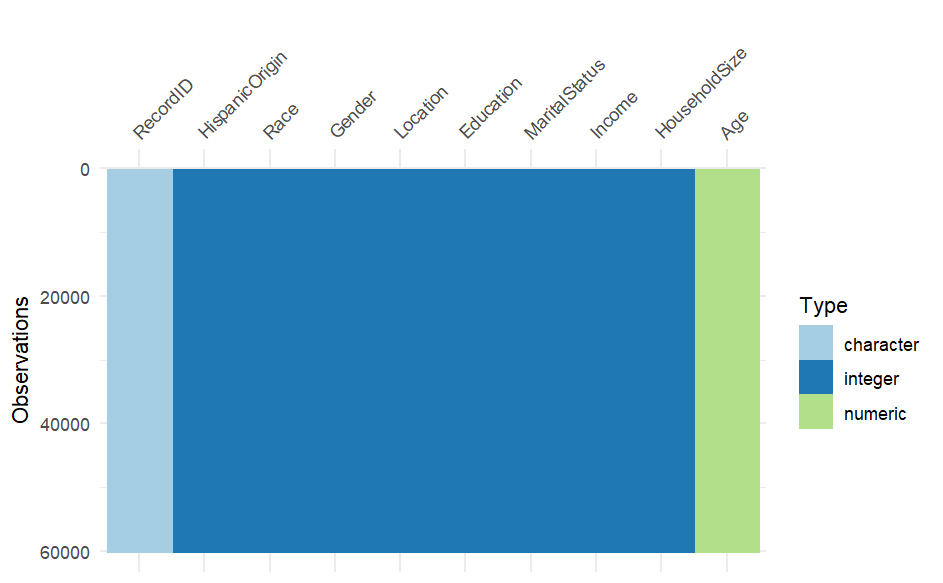 RecordID
HispanicOrigin
Race
Gender
Location
Education
MaritalStatus
Income
HouseholdSize
Age
0
20000
40000
60000
Observations
Type
character
integer
numeric